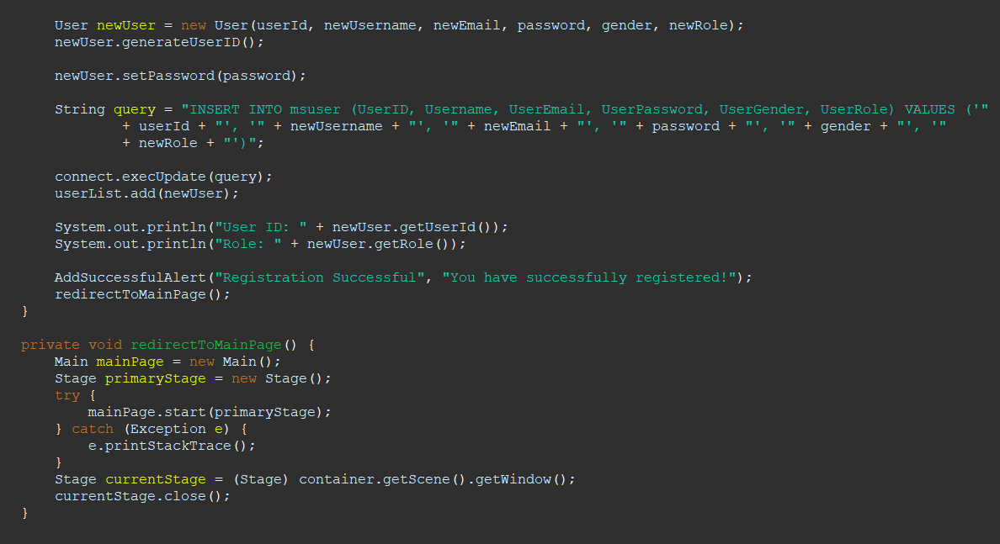 User newUser = new User(userId, newUsername, newEmail, password, gender, newRole);
newUser.generateUserID();
newUser.setPassword(password);
String query = "INSERT INTO msuser (UserID, Username, UserEmail, UserPassword, UserGender, UserRole) VALUES ('"
+ userId + "', '" + newUsername + "', '" + newEmail + "', '" + password + "', '" + gender + "', '"
+ newRole + "')";
connect.execUpdate(query);
userList.add(newUser);
System.out.println("User ID: " + newUser.getUserId());
System.out.println("Role: " + newUser.getRole());
AddSuccessfulAlert("Registration Successful", "You have successfully registered!");
redirectToMainPage();
}
private void redirectToMainPage() {
Main mainPage = new Main();
Stage primaryStage = new Stage();
try {
mainPage.start(primaryStage);
} catch (Exception e) {
e.printStackTrace();
}
Stage currentStage = (Stage) container.getScene().getWindow();
currentStage.close();
}